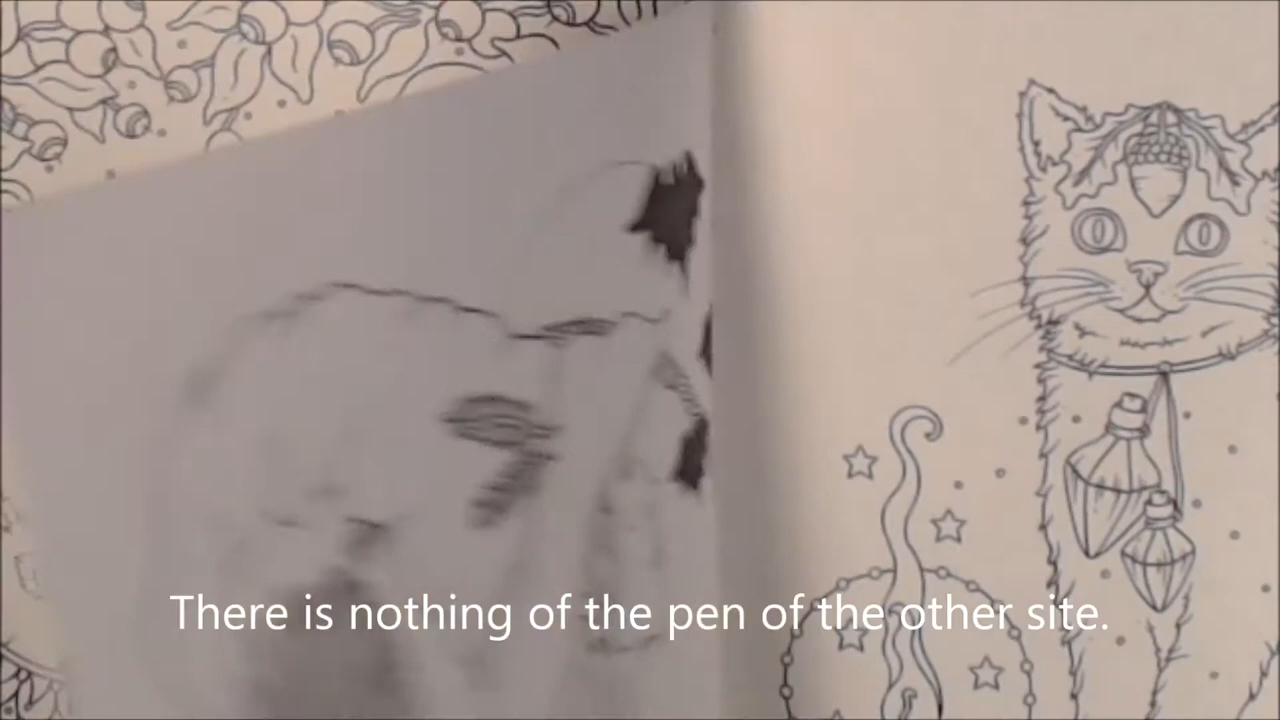 There is nothing of the pen of the other site.